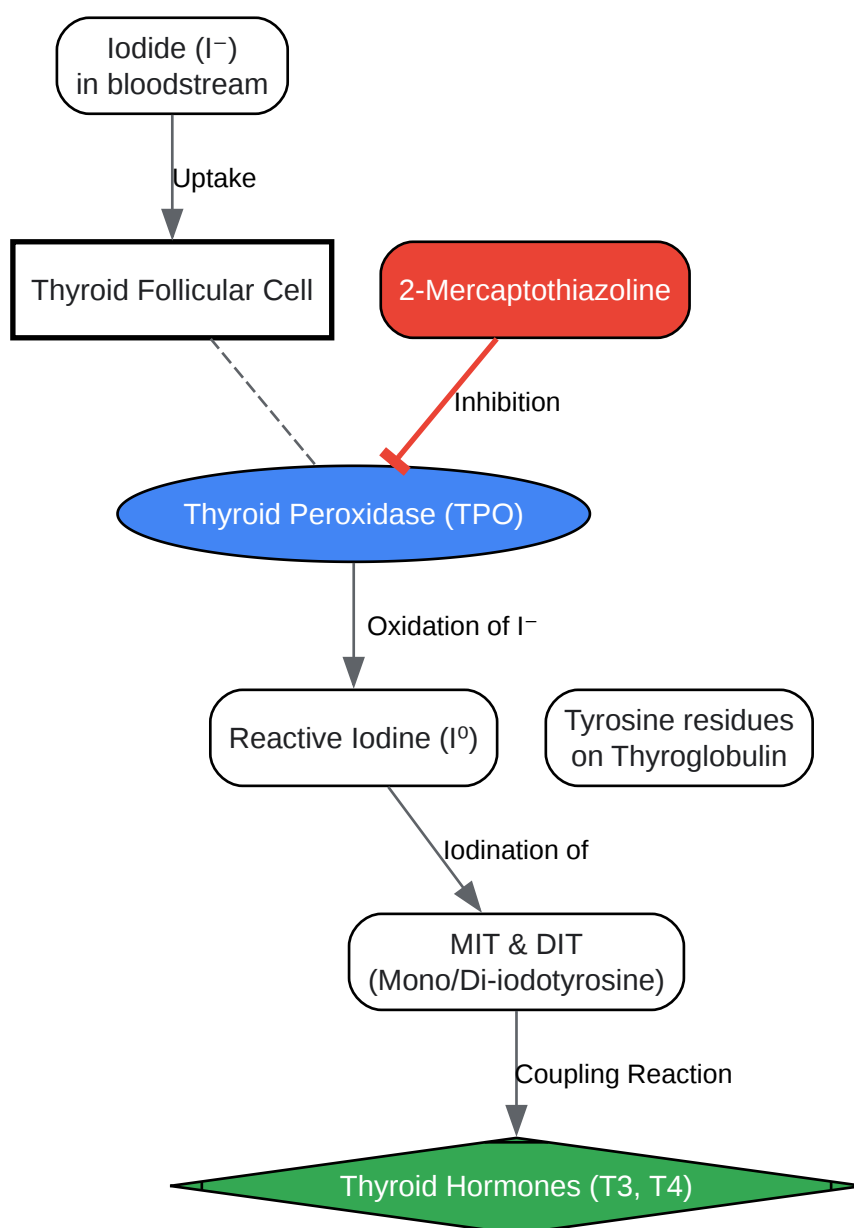 Iodide (I⁻)
in bloodstream
Uptake
Thyroid Follicular Cell
2-Mercaptothiazoline
Inhibition
Thyroid Peroxidase (TPO)
Oxidation of I⁻
Reactive Iodine (I⁰)
Tyrosine residues
on Thyroglobulin
Iodination of
MIT & DIT
(Mono/Di-iodotyrosine)
Coupling Reaction
Thyroid Hormones (T3, T4)